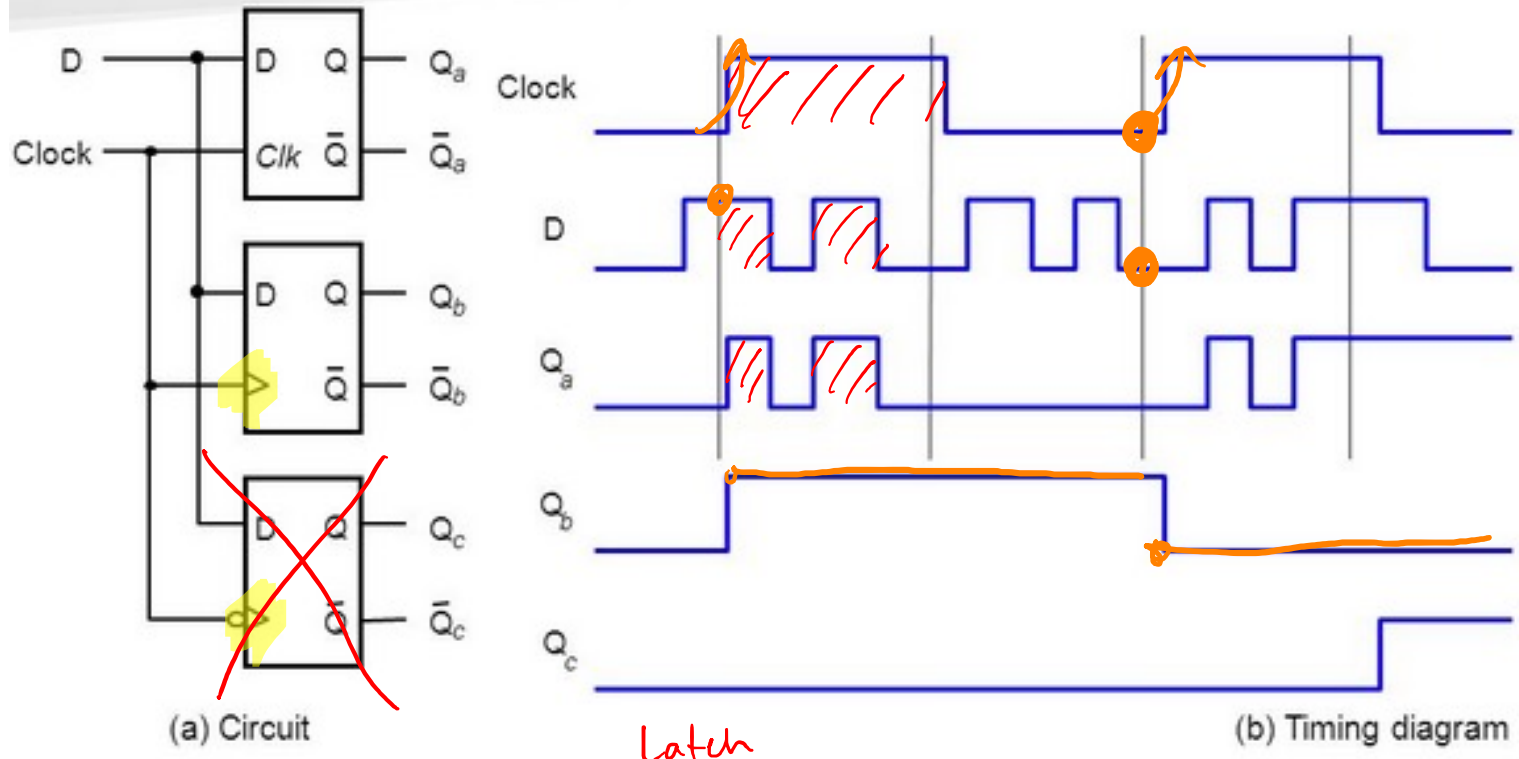 D
Clock
D Q
Clk Q̅
Qa
Q̅a
D Q
Q̅
Qb
Q̅b
D Q
Q̅
Qc
Q̅c
(a) Circuit
Clock
D
Qa
Qb
Qc
Latch
(b) Timing diagram